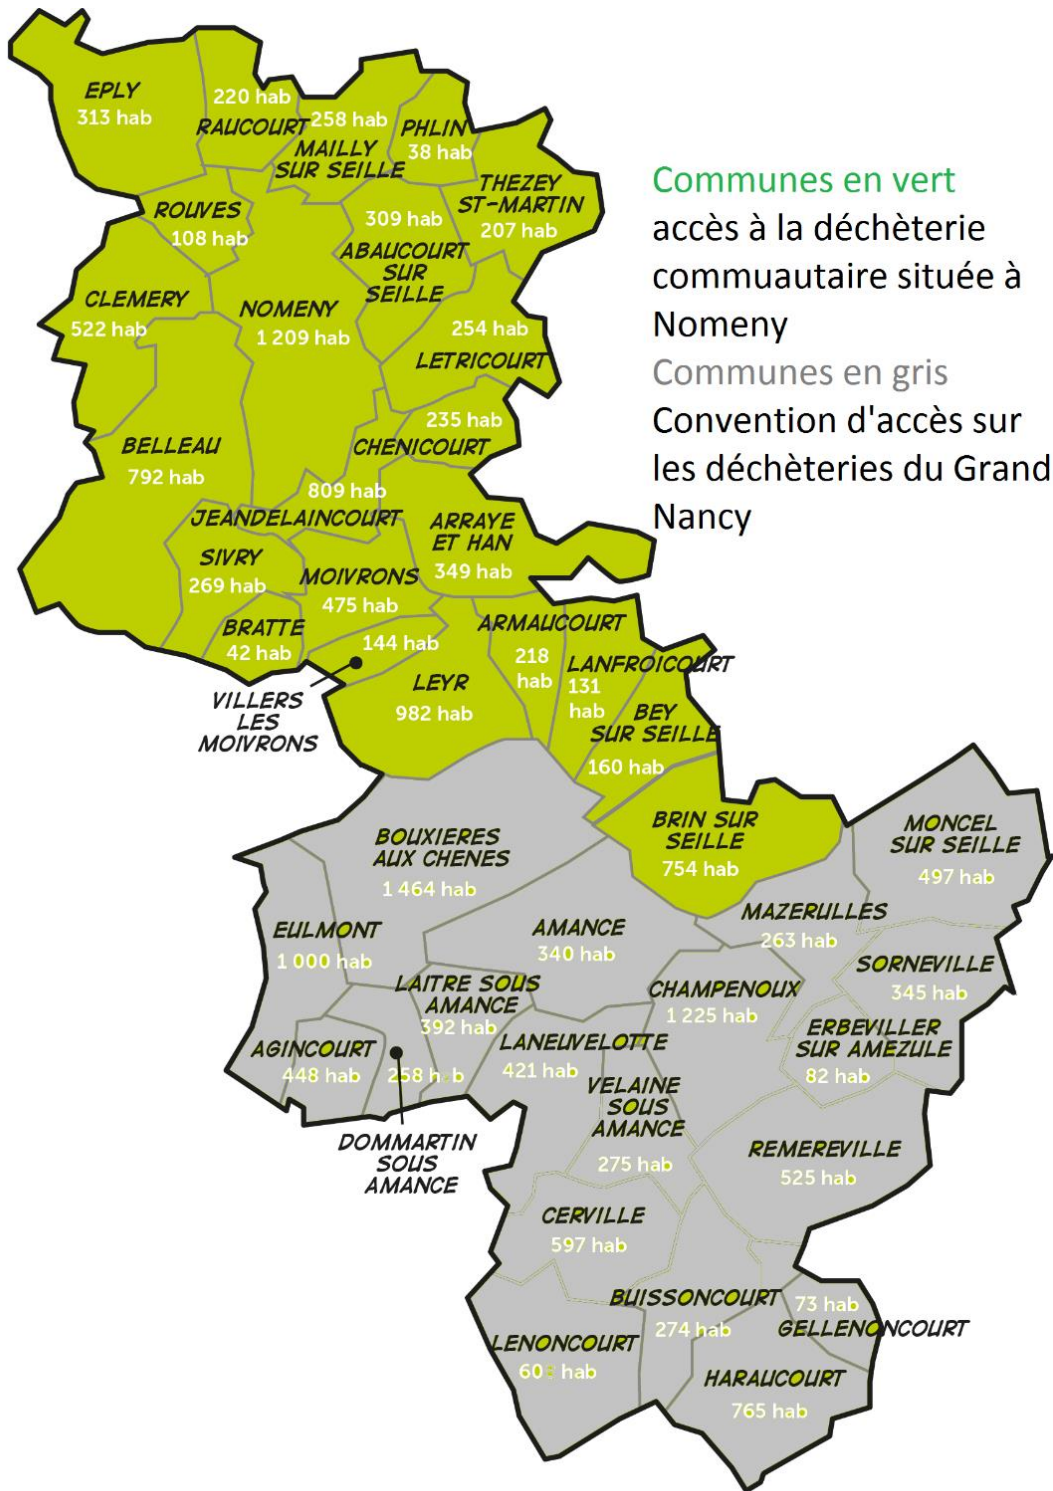 EPLY
313 hab
220 hab
RAUCOURT
258 hab
MAILLY
SUR SEILLE
PHLIN
38 hab
THEZEY
ST-MARTIN
207 hab
ROUVES
108 hab
309 hab
ABAUCOURT
SUR
SEILLE
CLEMERY
522 hab
NOMENY
1 209 hab
254 hab
LETRICOURT
235 hab
CHENICOURT
BELLEAU
792 hab
809 hab
JEANDELAINCOURT
ARRAYE
ET HAN
349 hab
SIVRY
269 hab
MOIVRONS
475 hab
BRATTE
42 hab
144 hab
VILLERS
LES
MOIVRONS
LEYR
982 hab
ARMAUCOURT
218
hab
LANFROICOURT
131
hab
BEY
SUR SEILLE
160 hab
BRIN SUR
SEILLE
754 hab
Communes en vert
accès à la déchèterie
commuautaire située à
Nomeny
Communes en gris
Convention d'accès sur
les déchèteries du Grand
Nancy
BOUXIERES
AUX CHENES
1 464 hab
MONCEL
SUR SEILLE
497 hab
EULMONT
1 000 hab
AMANCE
340 hab
MAZERULLES
263 hab
SORNEVILLE
345 hab
LAITRE SOUS
AMANCE
392 hab
CHAMPENOUX
1 225 hab
ERBEVILLER
SUR AMEZULE
82 hab
AGINCOURT
448 hab
258 hab
DOMMARTIN
SOUS
AMANCE
LANEUVELOTTE
421 hab
VELAINE
SOUS
AMANCE
275 hab
REMEREVILLE
525 hab
CERVILLE
597 hab
BUISSONCOURT
274 hab
73 hab
GELLENONCOURT
LENONCOURT
hab
HARAUCOURT
765 hab